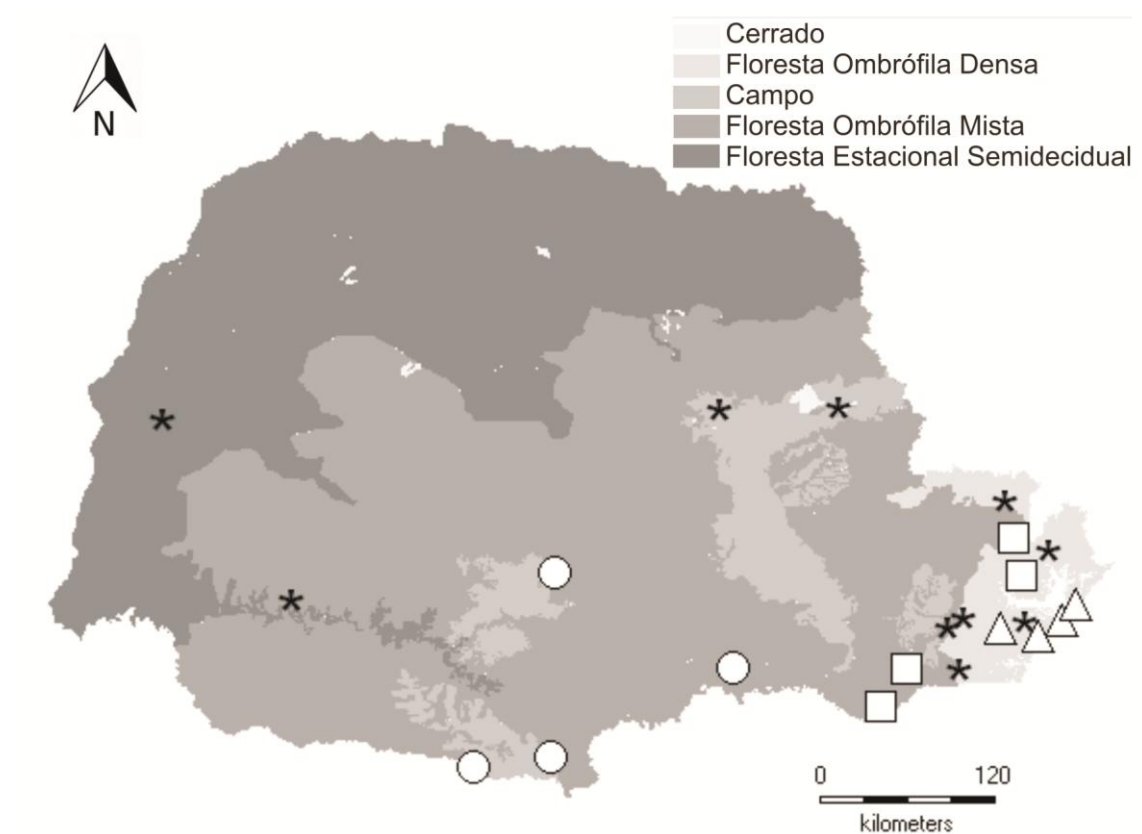 Cerrado
Floresta Ombrófila Densa
Campo
Floresta Ombrófila Mista
Floresta Estacional Semidecidual
N
0 120
kilometers